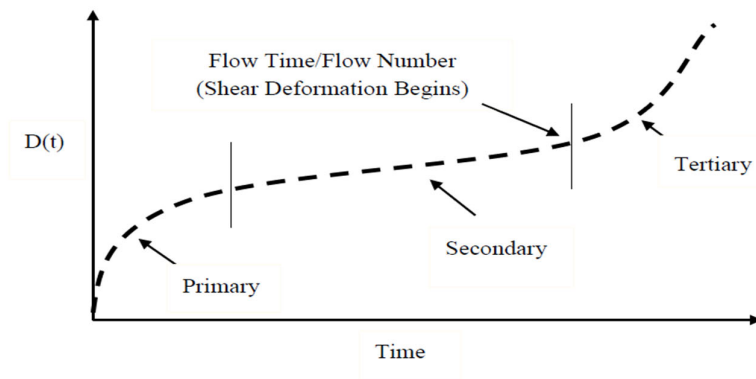 Flow Time/Flow Number
(Shear Deformation Begins)
D(t)
Tertiary
Secondary
Primary
Time